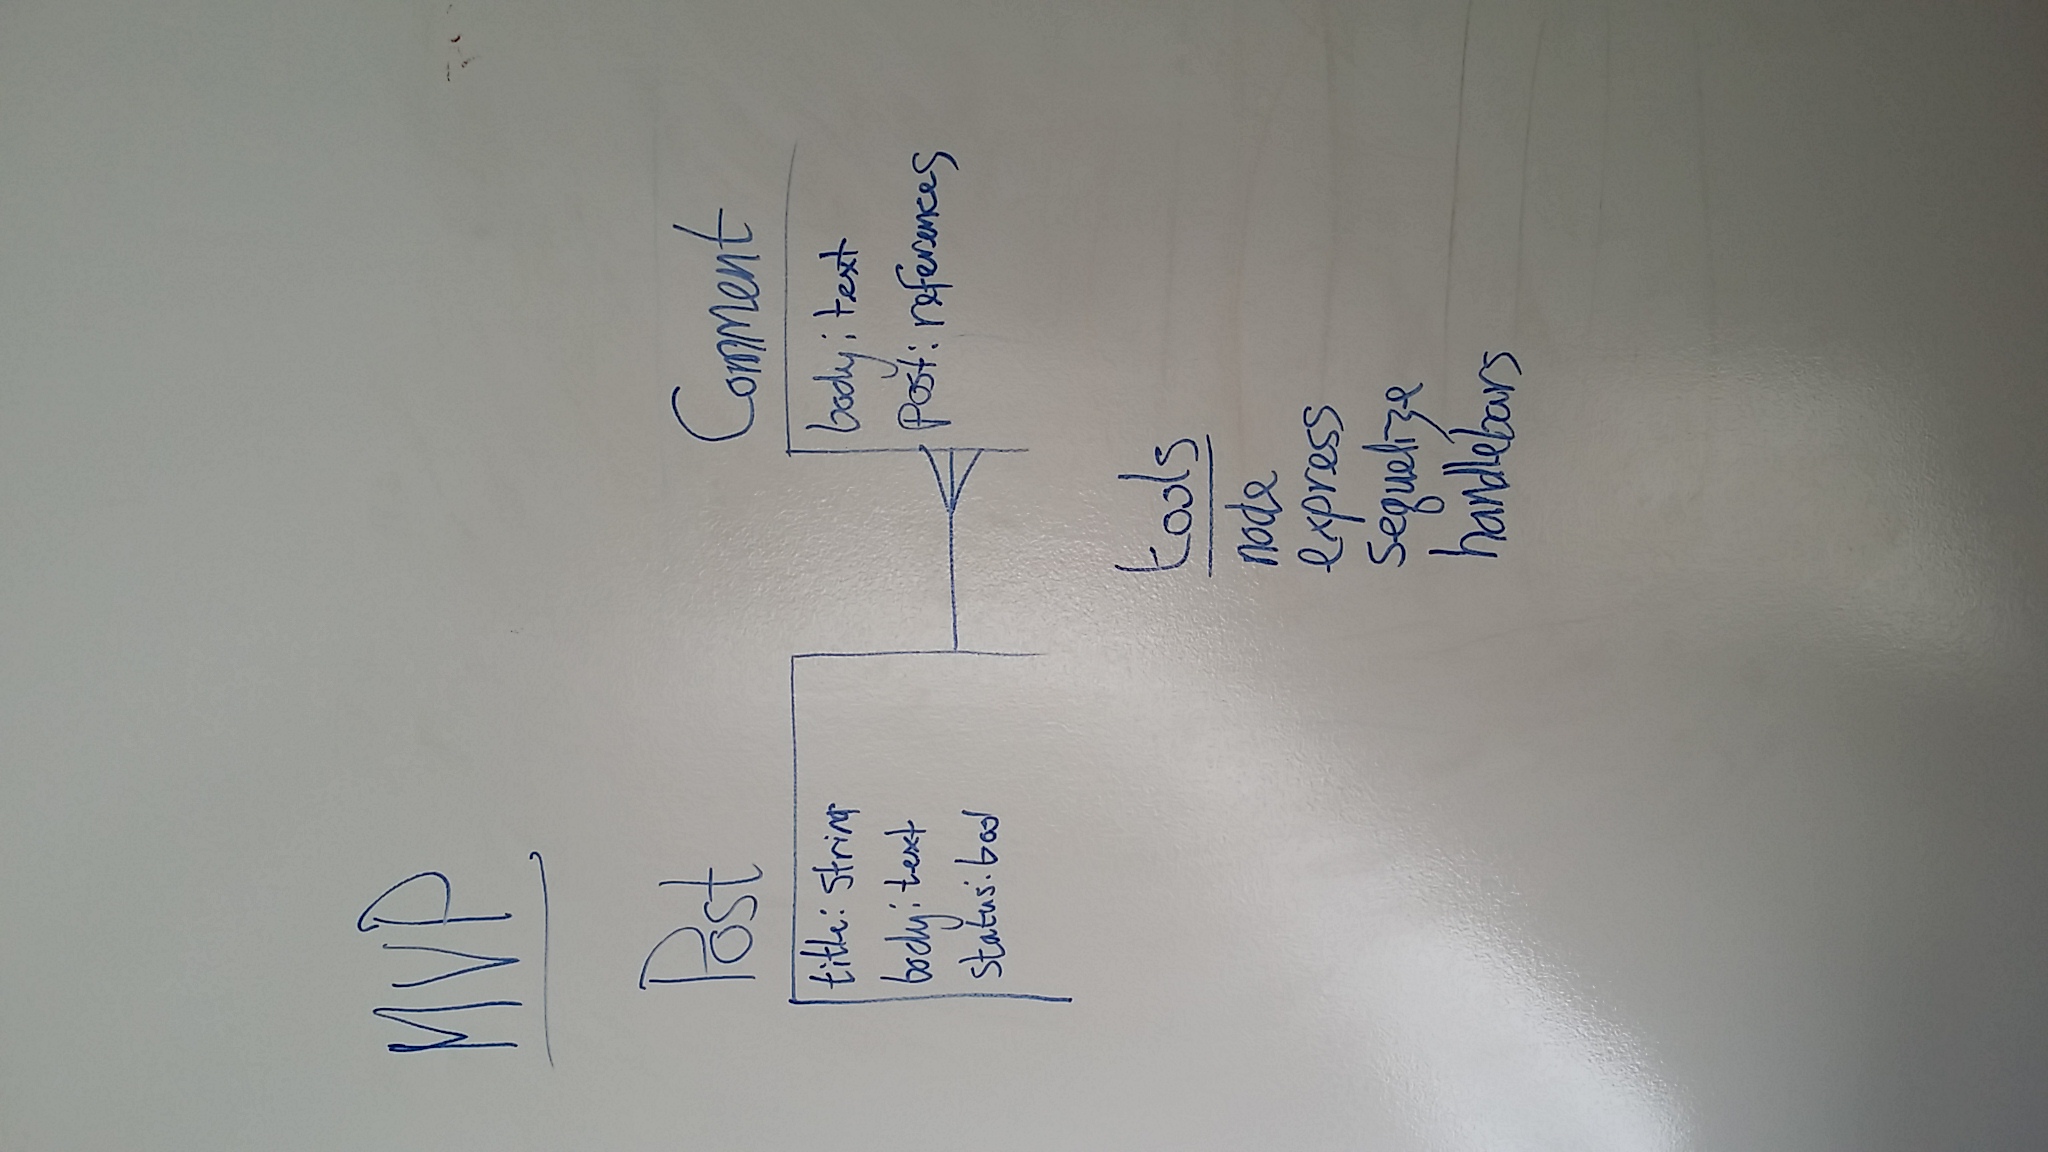 MVP
Post
title: string
body: text
status: bool
Comment
body: text
post: references
tools
node
express
sequelize
handlebars